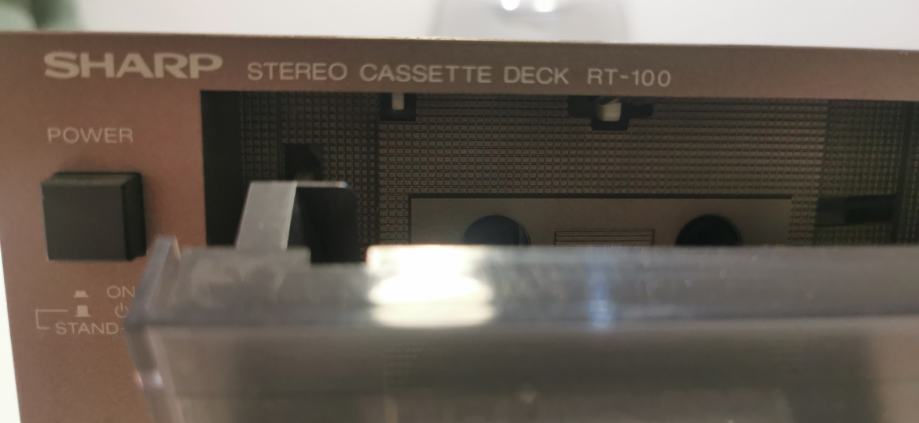 SHARP STEREO CASSETTE DECK RT-100
POWER
ON
STAND-